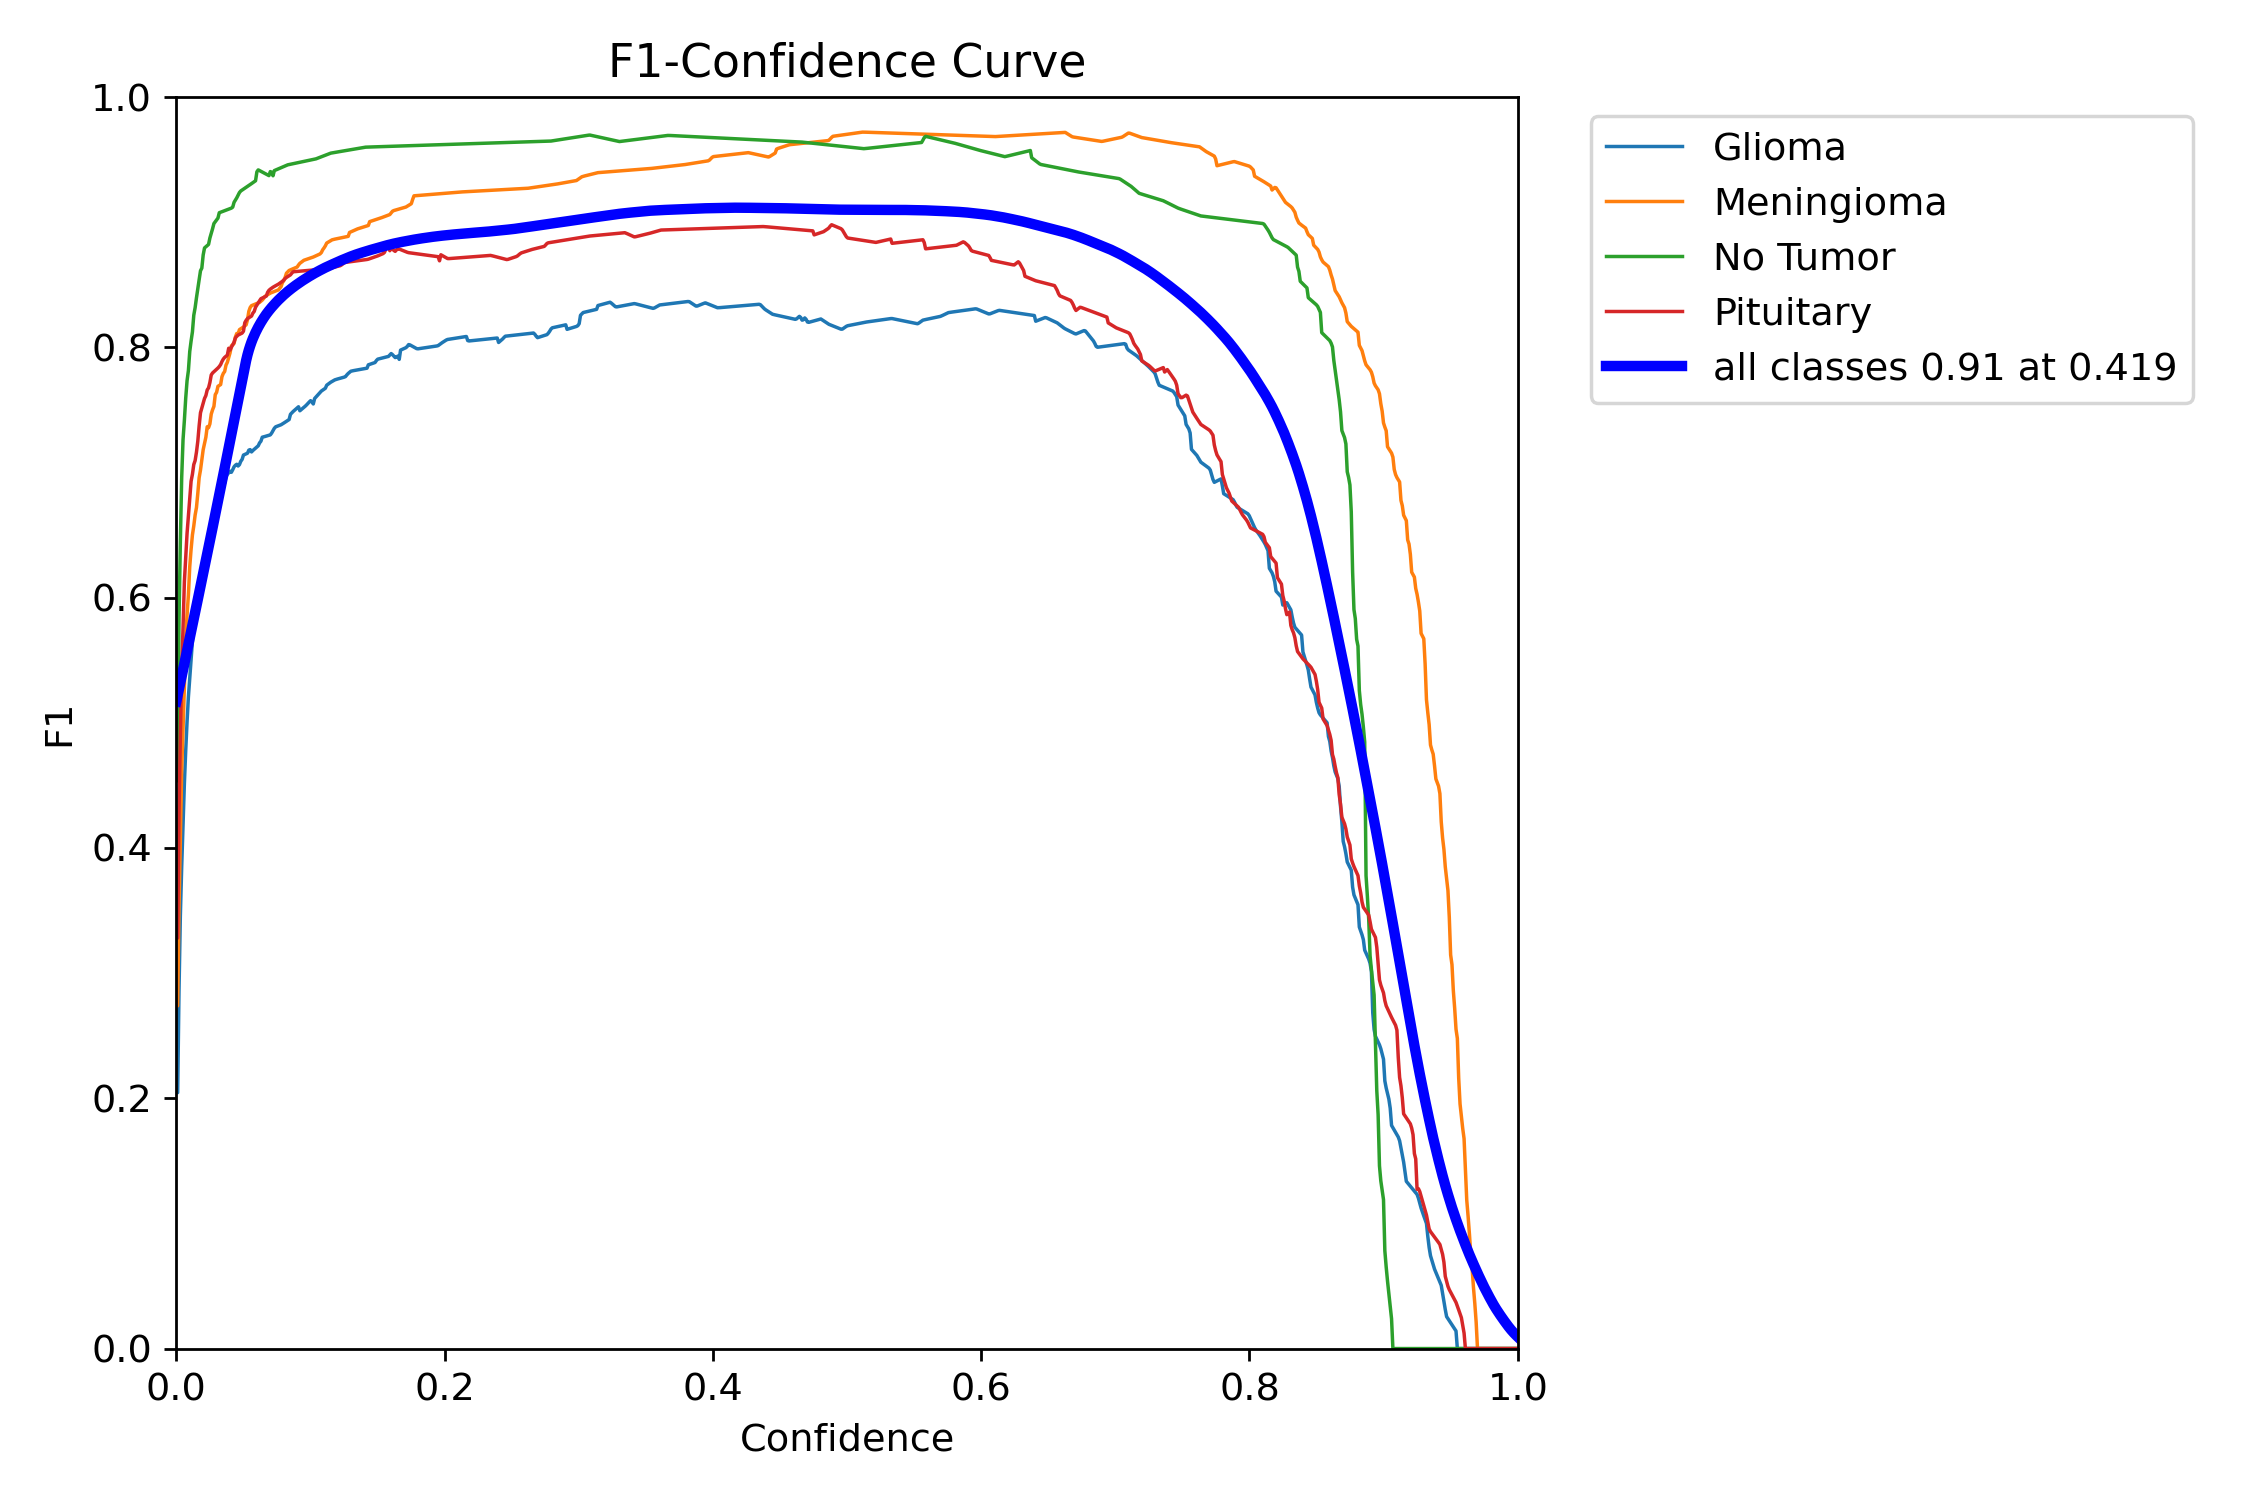 F1-Confidence Curve
1.0
0.8
0.6
0.4
0.2
0.0
F1
0.0 0.2 0.4 0.6 0.8 1.0
Confidence
Glioma
Meningioma
No Tumor
Pituitary
all classes 0.91 at 0.419